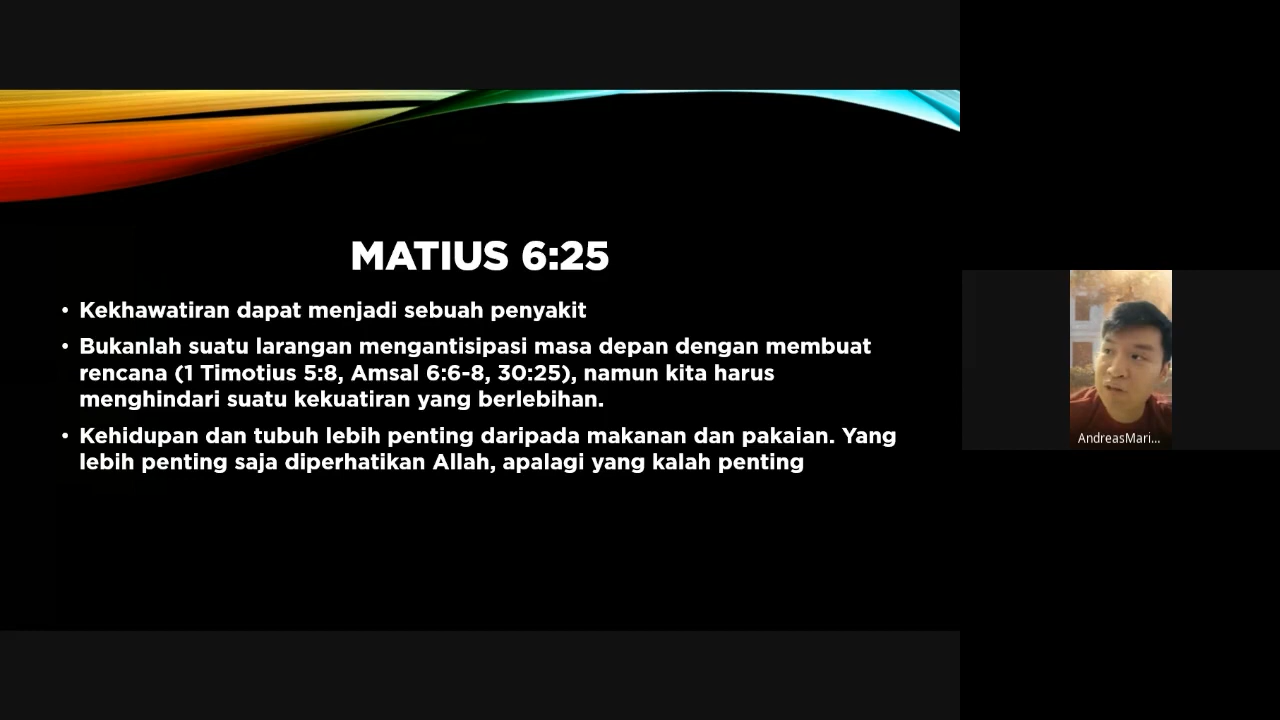 MATIUS 6:25
• Kekhawatiran dapat menjadi sebuah penyakit
• Bukanlah suatu larangan mengantisipasi masa depan dengan membuat
rencana (1 Timotius 5:8, Amsal 6:6-8, 30:25), namun kita harus
menghindari suatu kekuatiran yang berlebihan.
• Kehidupan dan tubuh lebih penting daripada makanan dan pakaian. Yang
lebih penting saja diperhatikan Allah, apalagi yang kalah penting
AndreasMari...